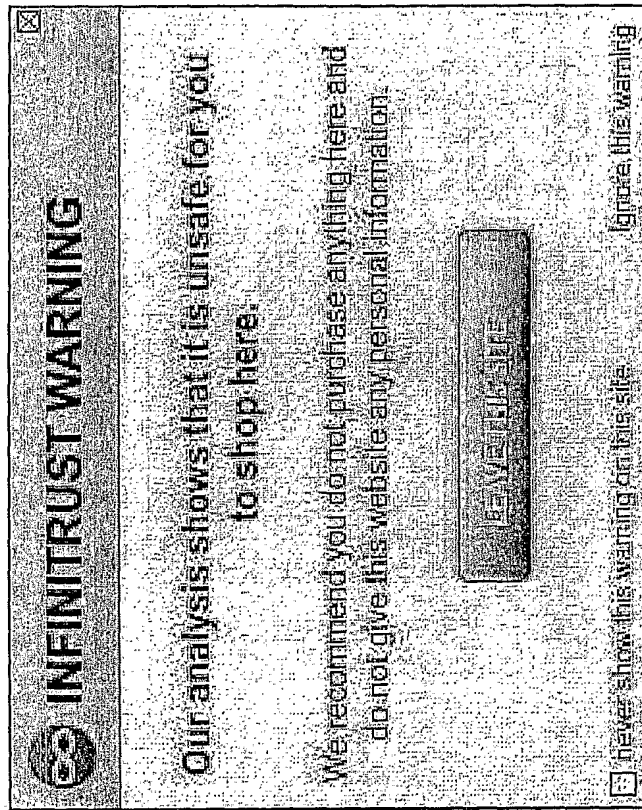 INFINITRUST WARNING
Our analysis shows that it is unsafe for you
to shop here.
We recommend you do not purchase anything here and
do not give this website any personal information.
LEAVE THIS SITE
never show this warning on this site
Ignore this warning